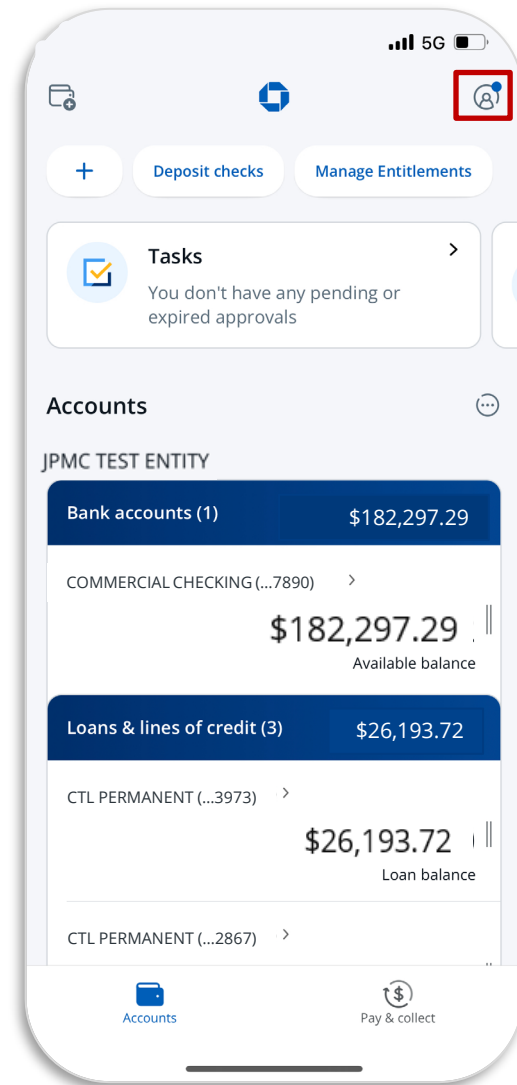 5G
+
Deposit checks
Manage Entitlements
Tasks
You don't have any pending or
expired approvals
Accounts
JPMC TEST ENTITY
Bank accounts (1) $182,297.29
COMMERCIAL CHECKING (...7890)
$182,297.29
Available balance
Loans & lines of credit (3) $26,193.72
CTL PERMANENT (...3973)
$26,193.72
Loan balance
CTL PERMANENT (...2867)
Accounts
Pay & collect